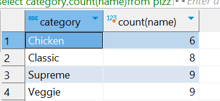 select category,count(name)from pizz
category count(name)
1 Chicken 6
2 Classic 8
3 Supreme 9
4 Veggie 9